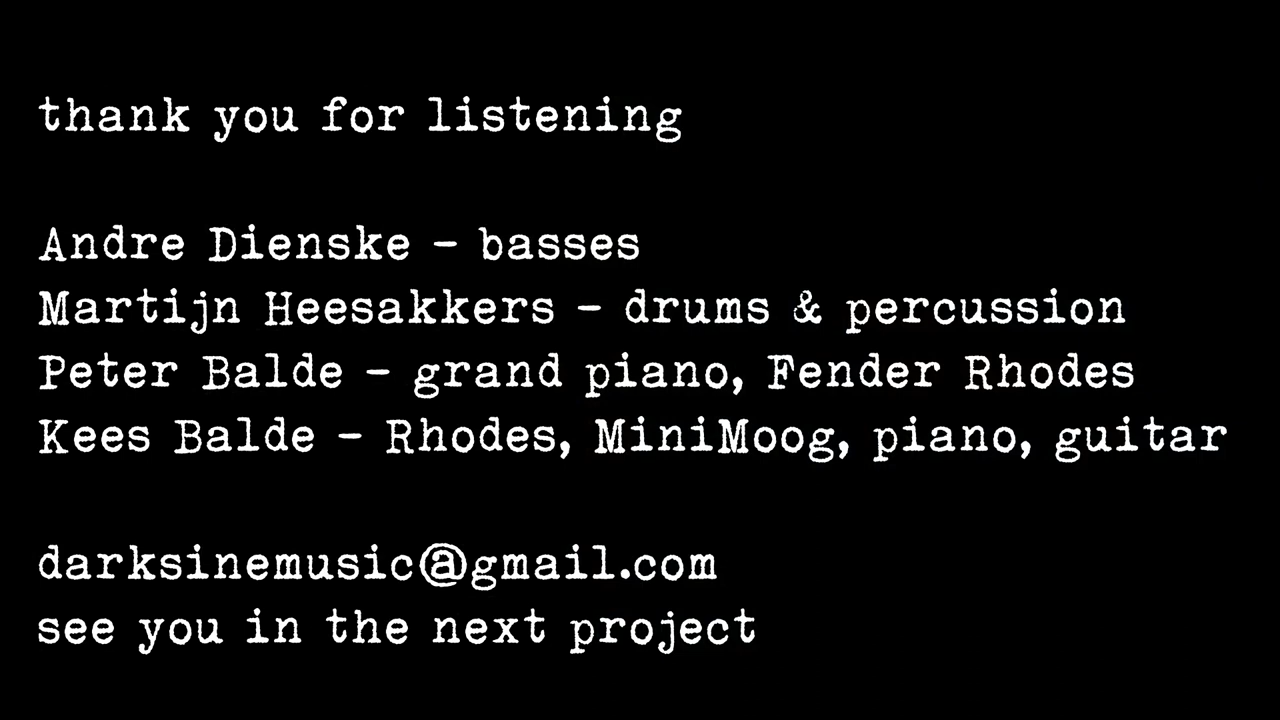 thank you for listening
Andre Dienske - basses
Martijn Heesakkers - drums & percussion
Peter Balde - grand piano, Fender Rhodes
Kees Balde - Rhodes, MiniMoog, piano, guitar
darksinemusic@gmail.com
see you in the next project